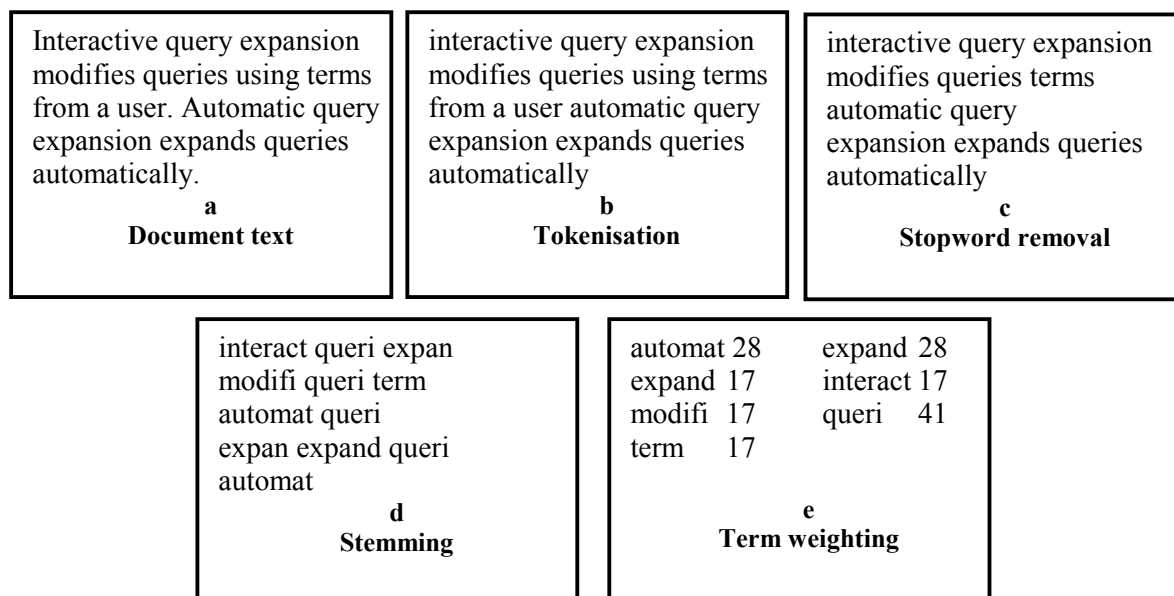 Interactive query expansion
modifies queries using terms
from a user. Automatic query
expansion expands queries
automatically.
a
Document text
interactive query expansion
modifies queries using terms
from a user automatic query
expansion expands queries
automatically
b
Tokenisation
interactive query expansion
modifies queries terms
automatic query
expansion expands queries
automatically
c
Stopword removal
interact queri expan
modifi queri term
automat queri
expan expand queri
automat
d
Stemming
automat 28 expand 28
expand 17 interact 17
modifi 17 queri 41
term 17
e
Term weighting